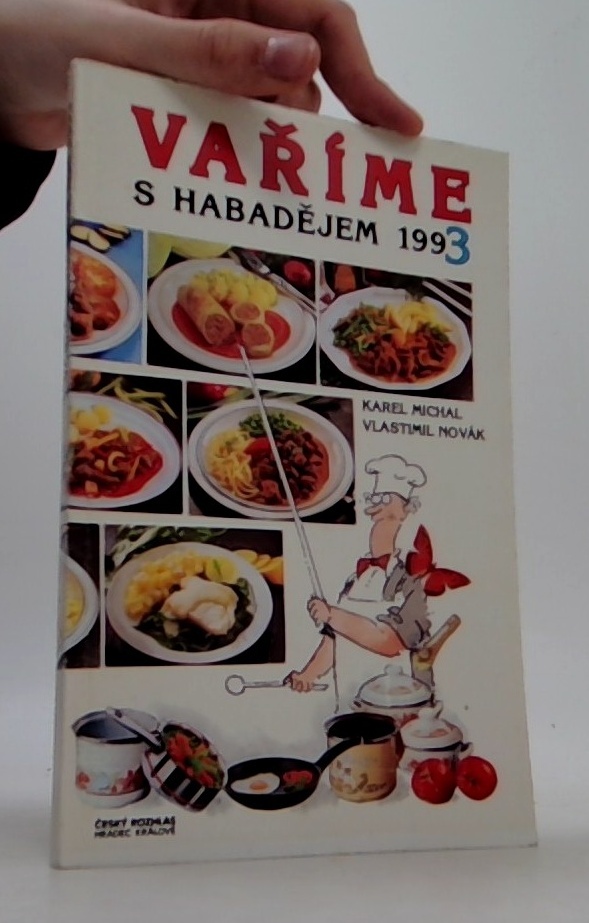 VAŘÍME
S HABADĚJEM 1993
KAREL MICHAL
VLASTIMIL NOVÁK
ČESKÝ ROZHLAS
HRADEC KRÁLOVÉ